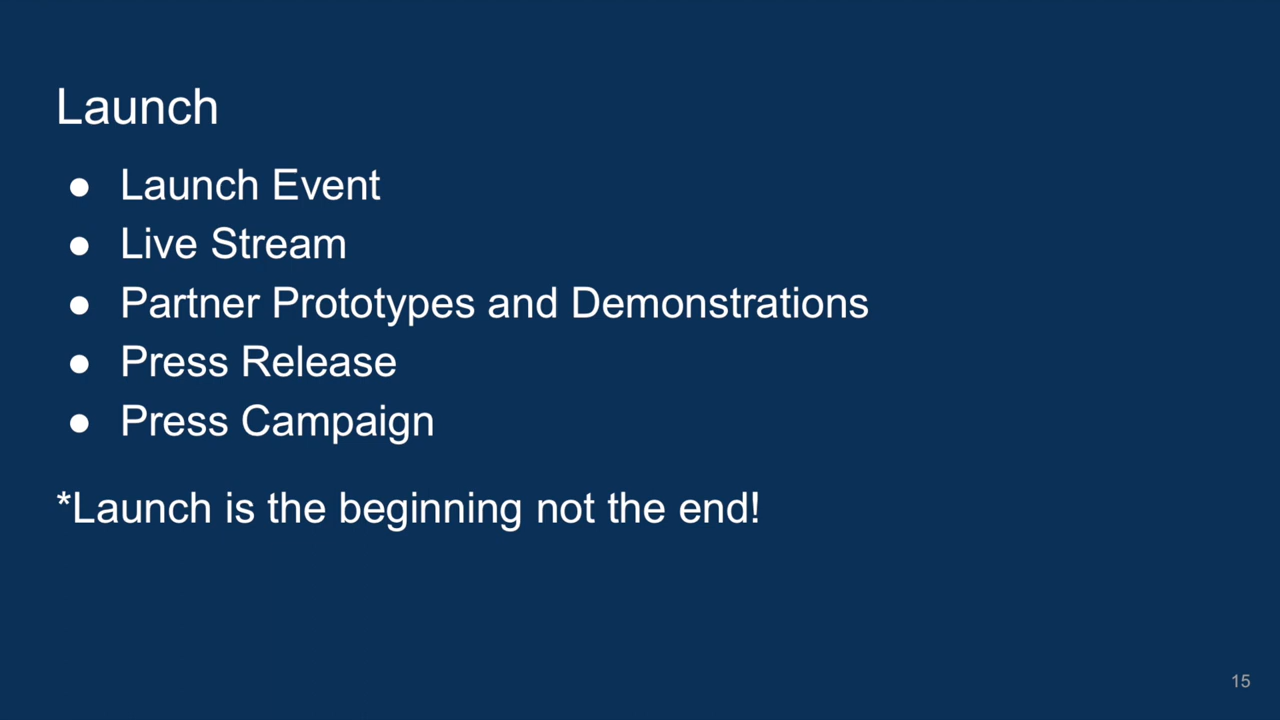 Launch
● Launch Event
● Live Stream
● Partner Prototypes and Demonstrations
● Press Release
● Press Campaign
*Launch is the beginning not the end!
15